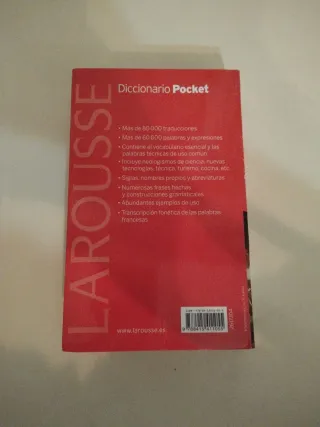 LAROUSSE
Diccionario Pocket
• Más de 80 000 traducciones
• Más de 60 000 palabras y expresiones
• Contiene el vocabulario esencial y las
palabras técnicas de uso común
• Incluye neologismos de ciencia, nuevas
tecnologías, técnico, turismo, cocina, etc.
• Siglas, nombres propios y abreviaturas
• Numerosas frases hechas
y construcciones gramaticales
• Abundantes ejemplos de uso
• Transcripción fonética de las palabras
francesas
www.larousse.es